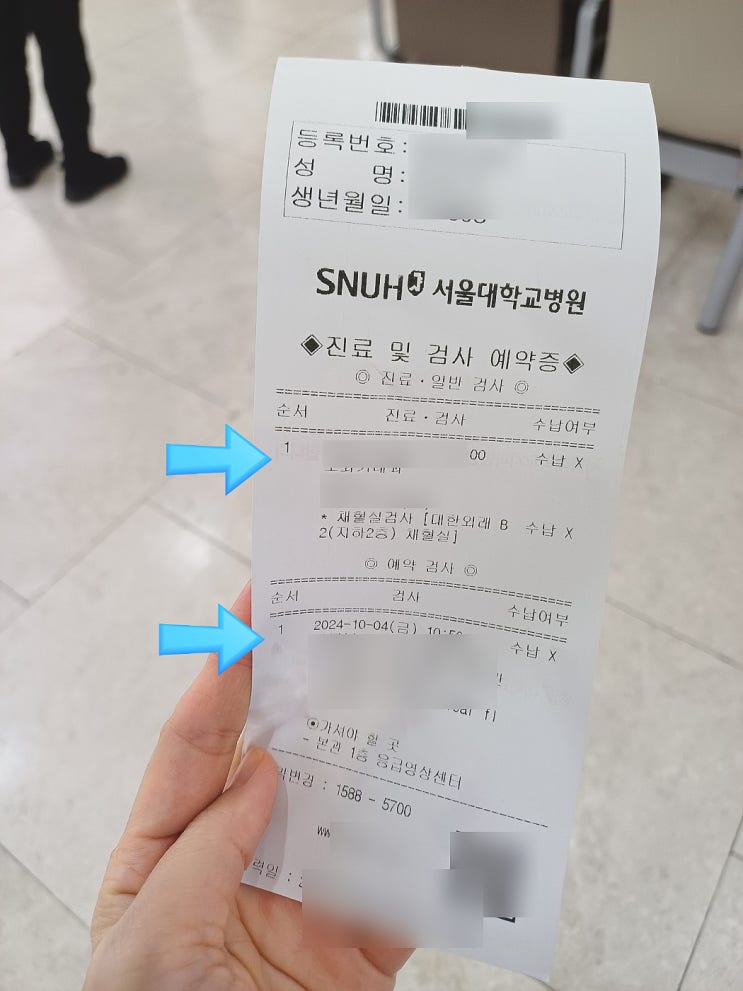 등록번호:
성 명:
생년월일:
SNUH 서울대학교병원
◈진료 및 검사 예약증◈
◎ 진료·일반 검사 ◎
순서 진료·검사 수납여부
1 00 수납 X
* 채혈실검사 [대한외래 B 수납 X
2(지하2층) 채혈실]
◎ 예약 검사 ◎
순서 검사 수납여부
1 2024-10-04(금) 수납 X
◉가셔야 할 곳
- 본관 1층 응급영상센터
: 1588 - 5700